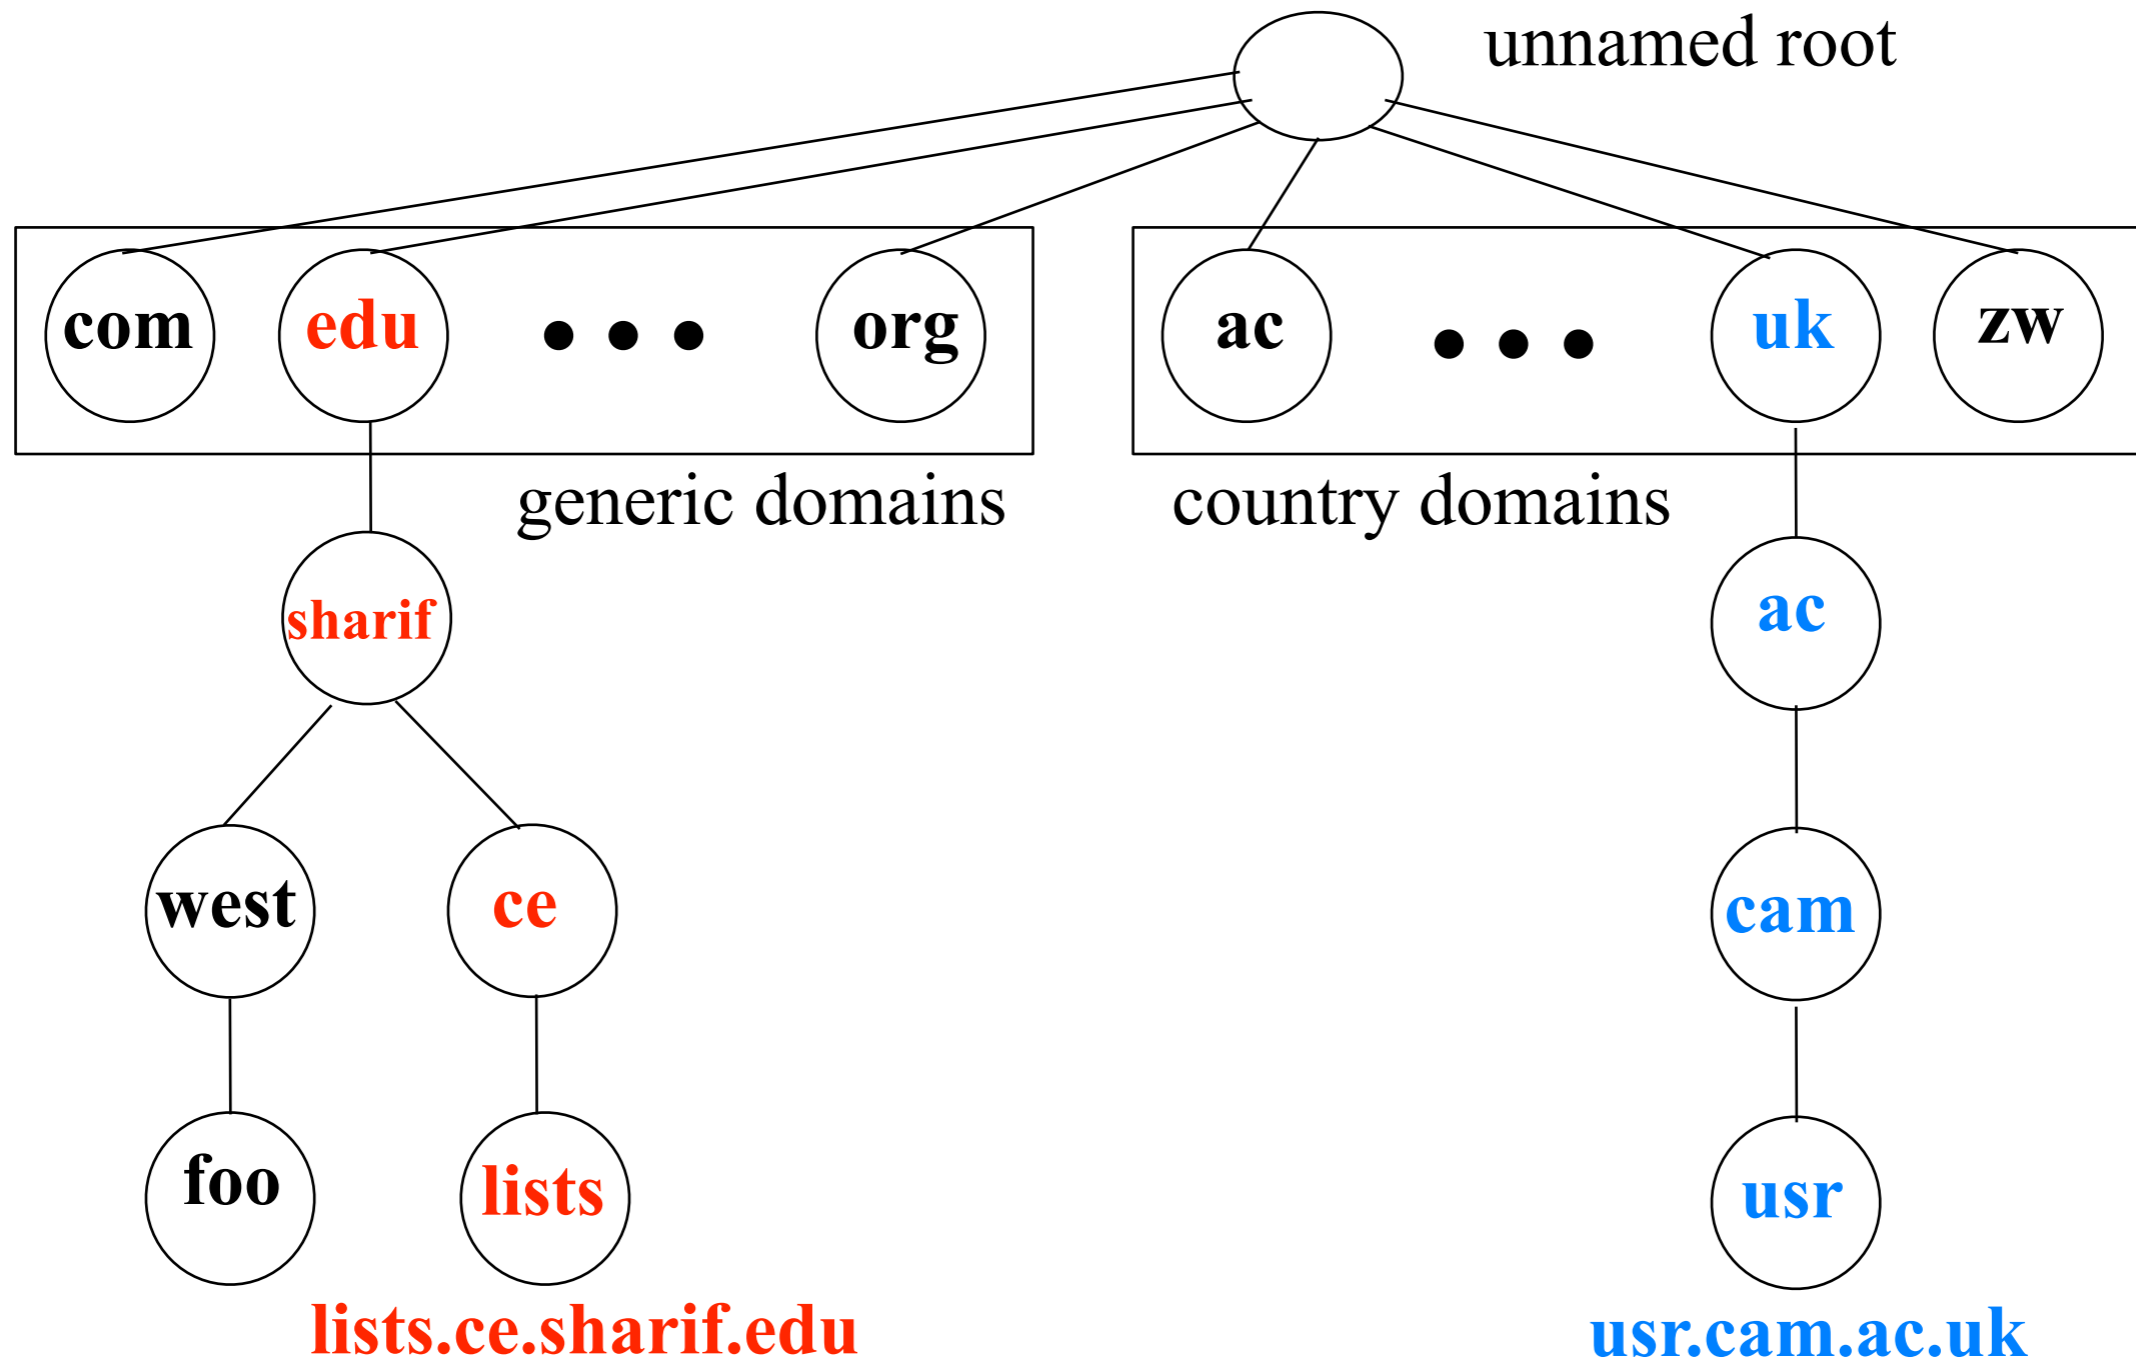 unnamed root
com edu • • • org ac • • • uk zw
generic domains country domains
sharif ac
west ce cam
foo lists usr
lists.ce.sharif.edu usr.cam.ac.uk